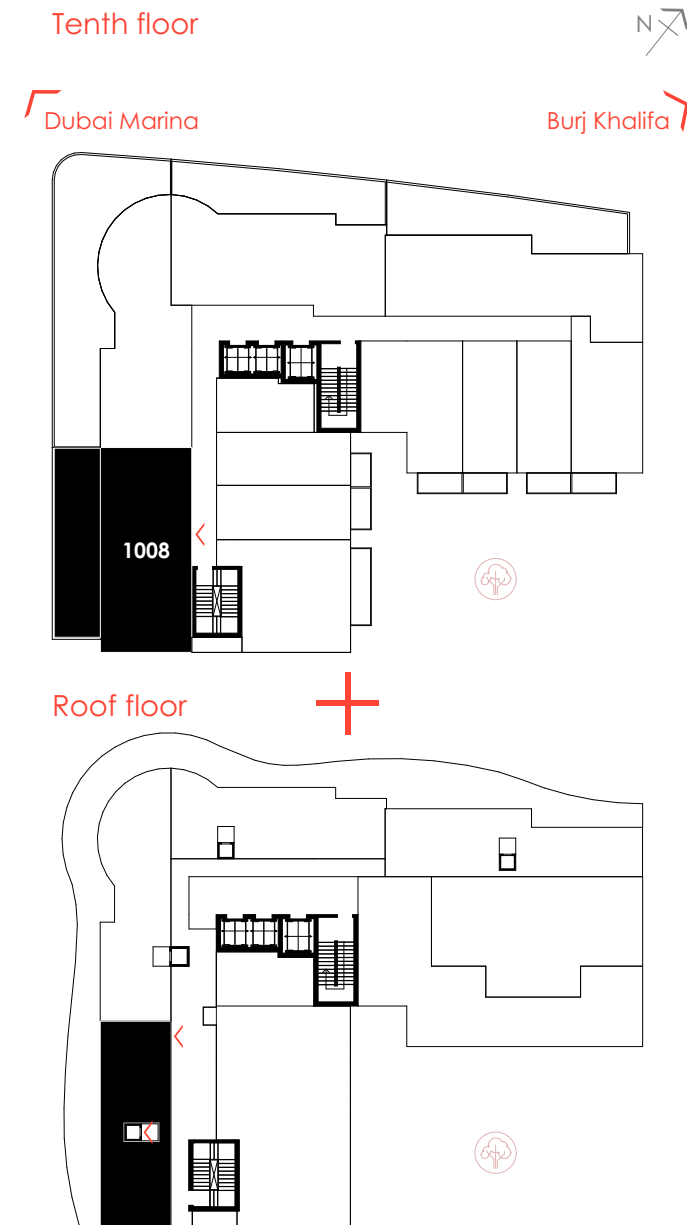 Tenth floor
N
Dubai Marina
Burj Khalifa
1008
Roof floor